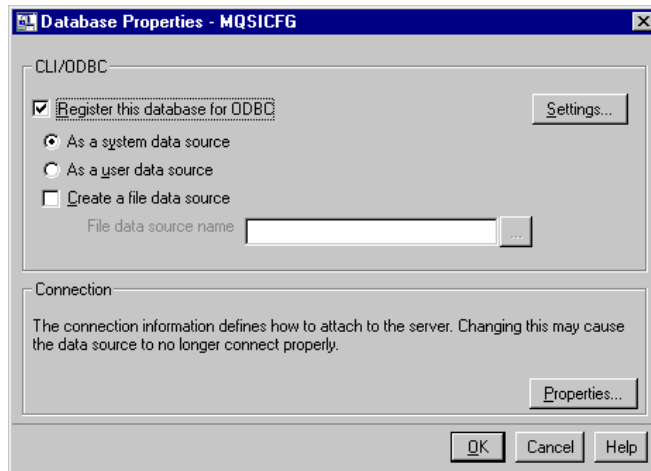 Database Properties - MQSICFG
CLI/ODBC
Register this database for ODBC
Settings...
As a system data source
As a user data source
Create a file data source
File data source name
...
Connection
The connection information defines how to attach to the server. Changing this may cause
the data source to no longer connect properly.
Properties...
OK Cancel Help